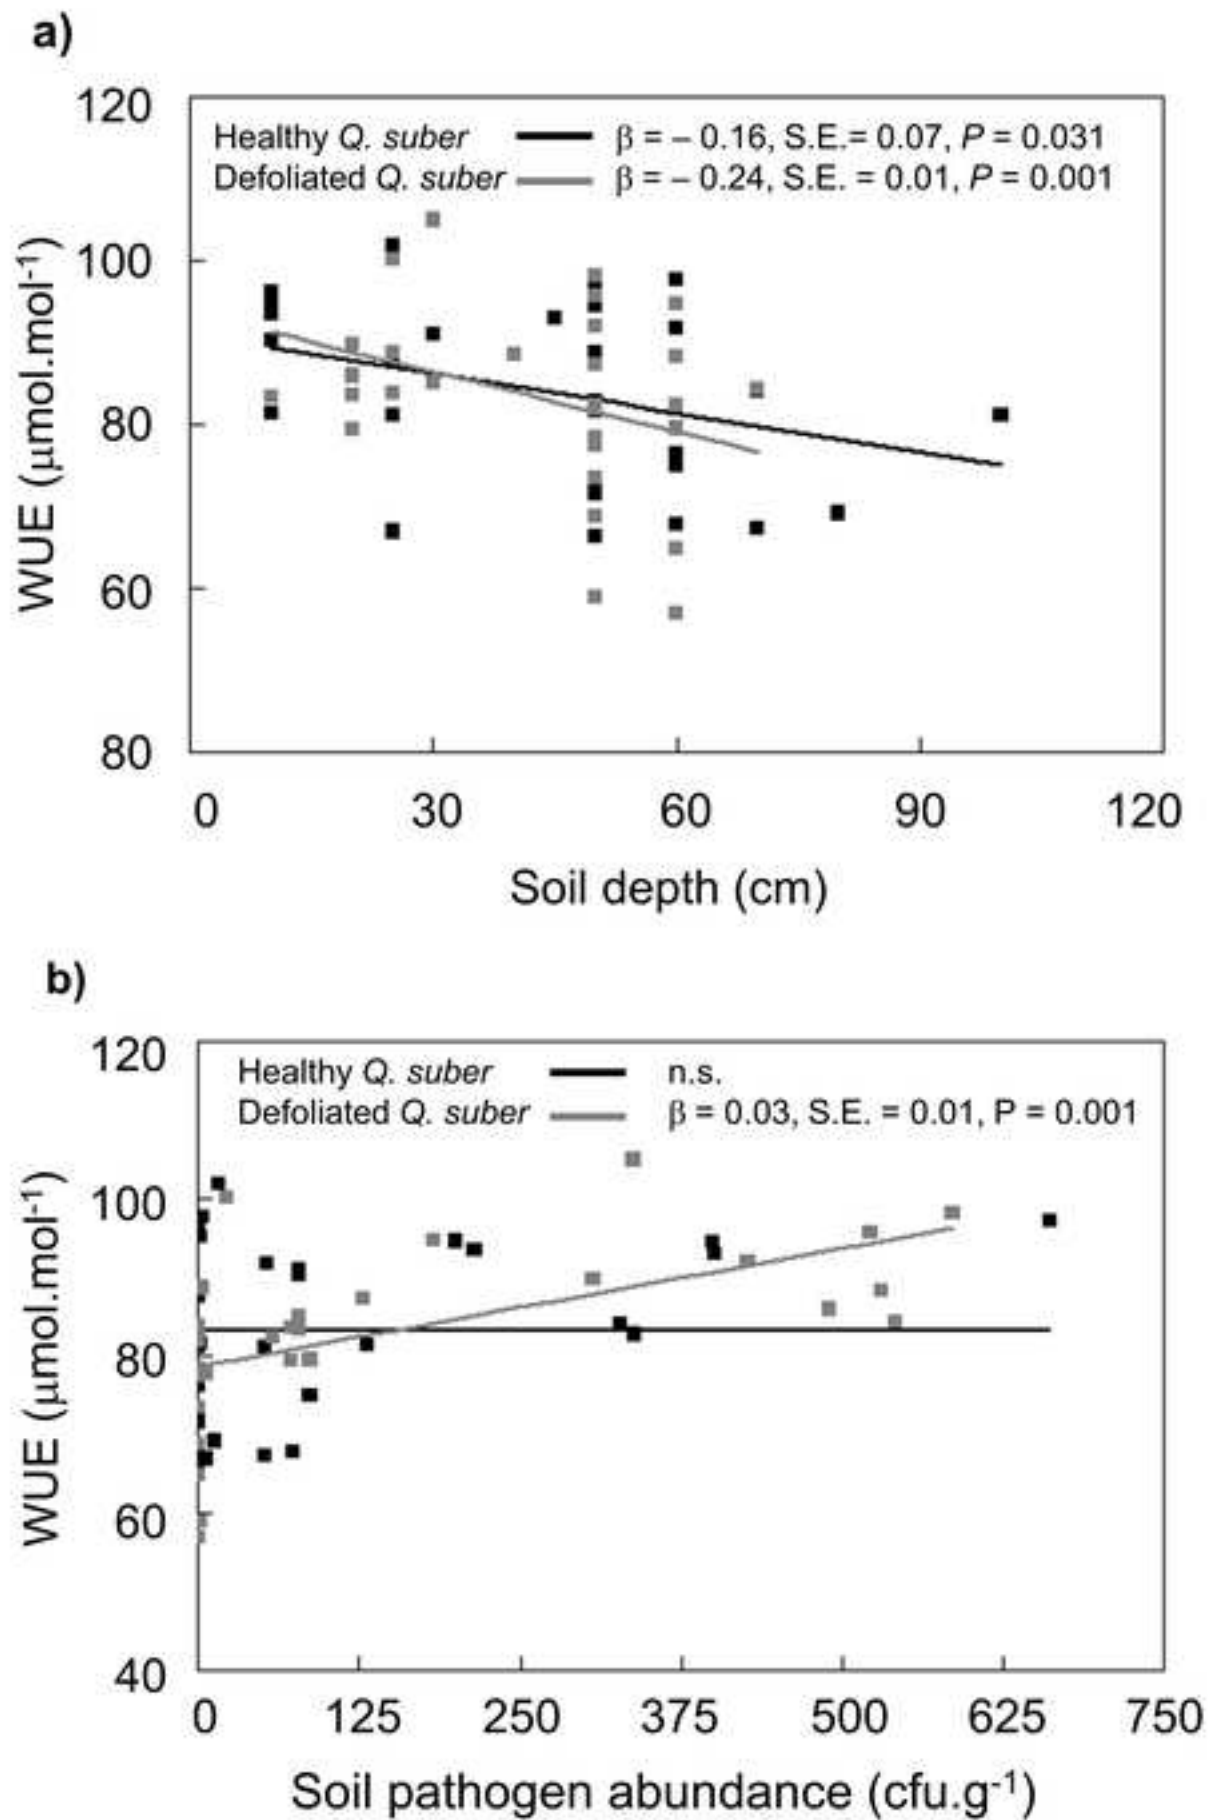 a)
120
Healthy Q. suber β = – 0.16, S.E.= 0.07, P = 0.031
Defoliated Q. suber β = – 0.24, S.E. = 0.01, P = 0.001
100
80
60
80
WUE (μmol.mol⁻¹)
0 30 60 90 120
Soil depth (cm)
b)
120
Healthy Q. suber n.s.
Defoliated Q. suber β = 0.03, S.E. = 0.01, P = 0.001
100
80
60
40
WUE (μmol.mol⁻¹)
0 125 250 375 500 625 750
Soil pathogen abundance (cfu.g⁻¹)